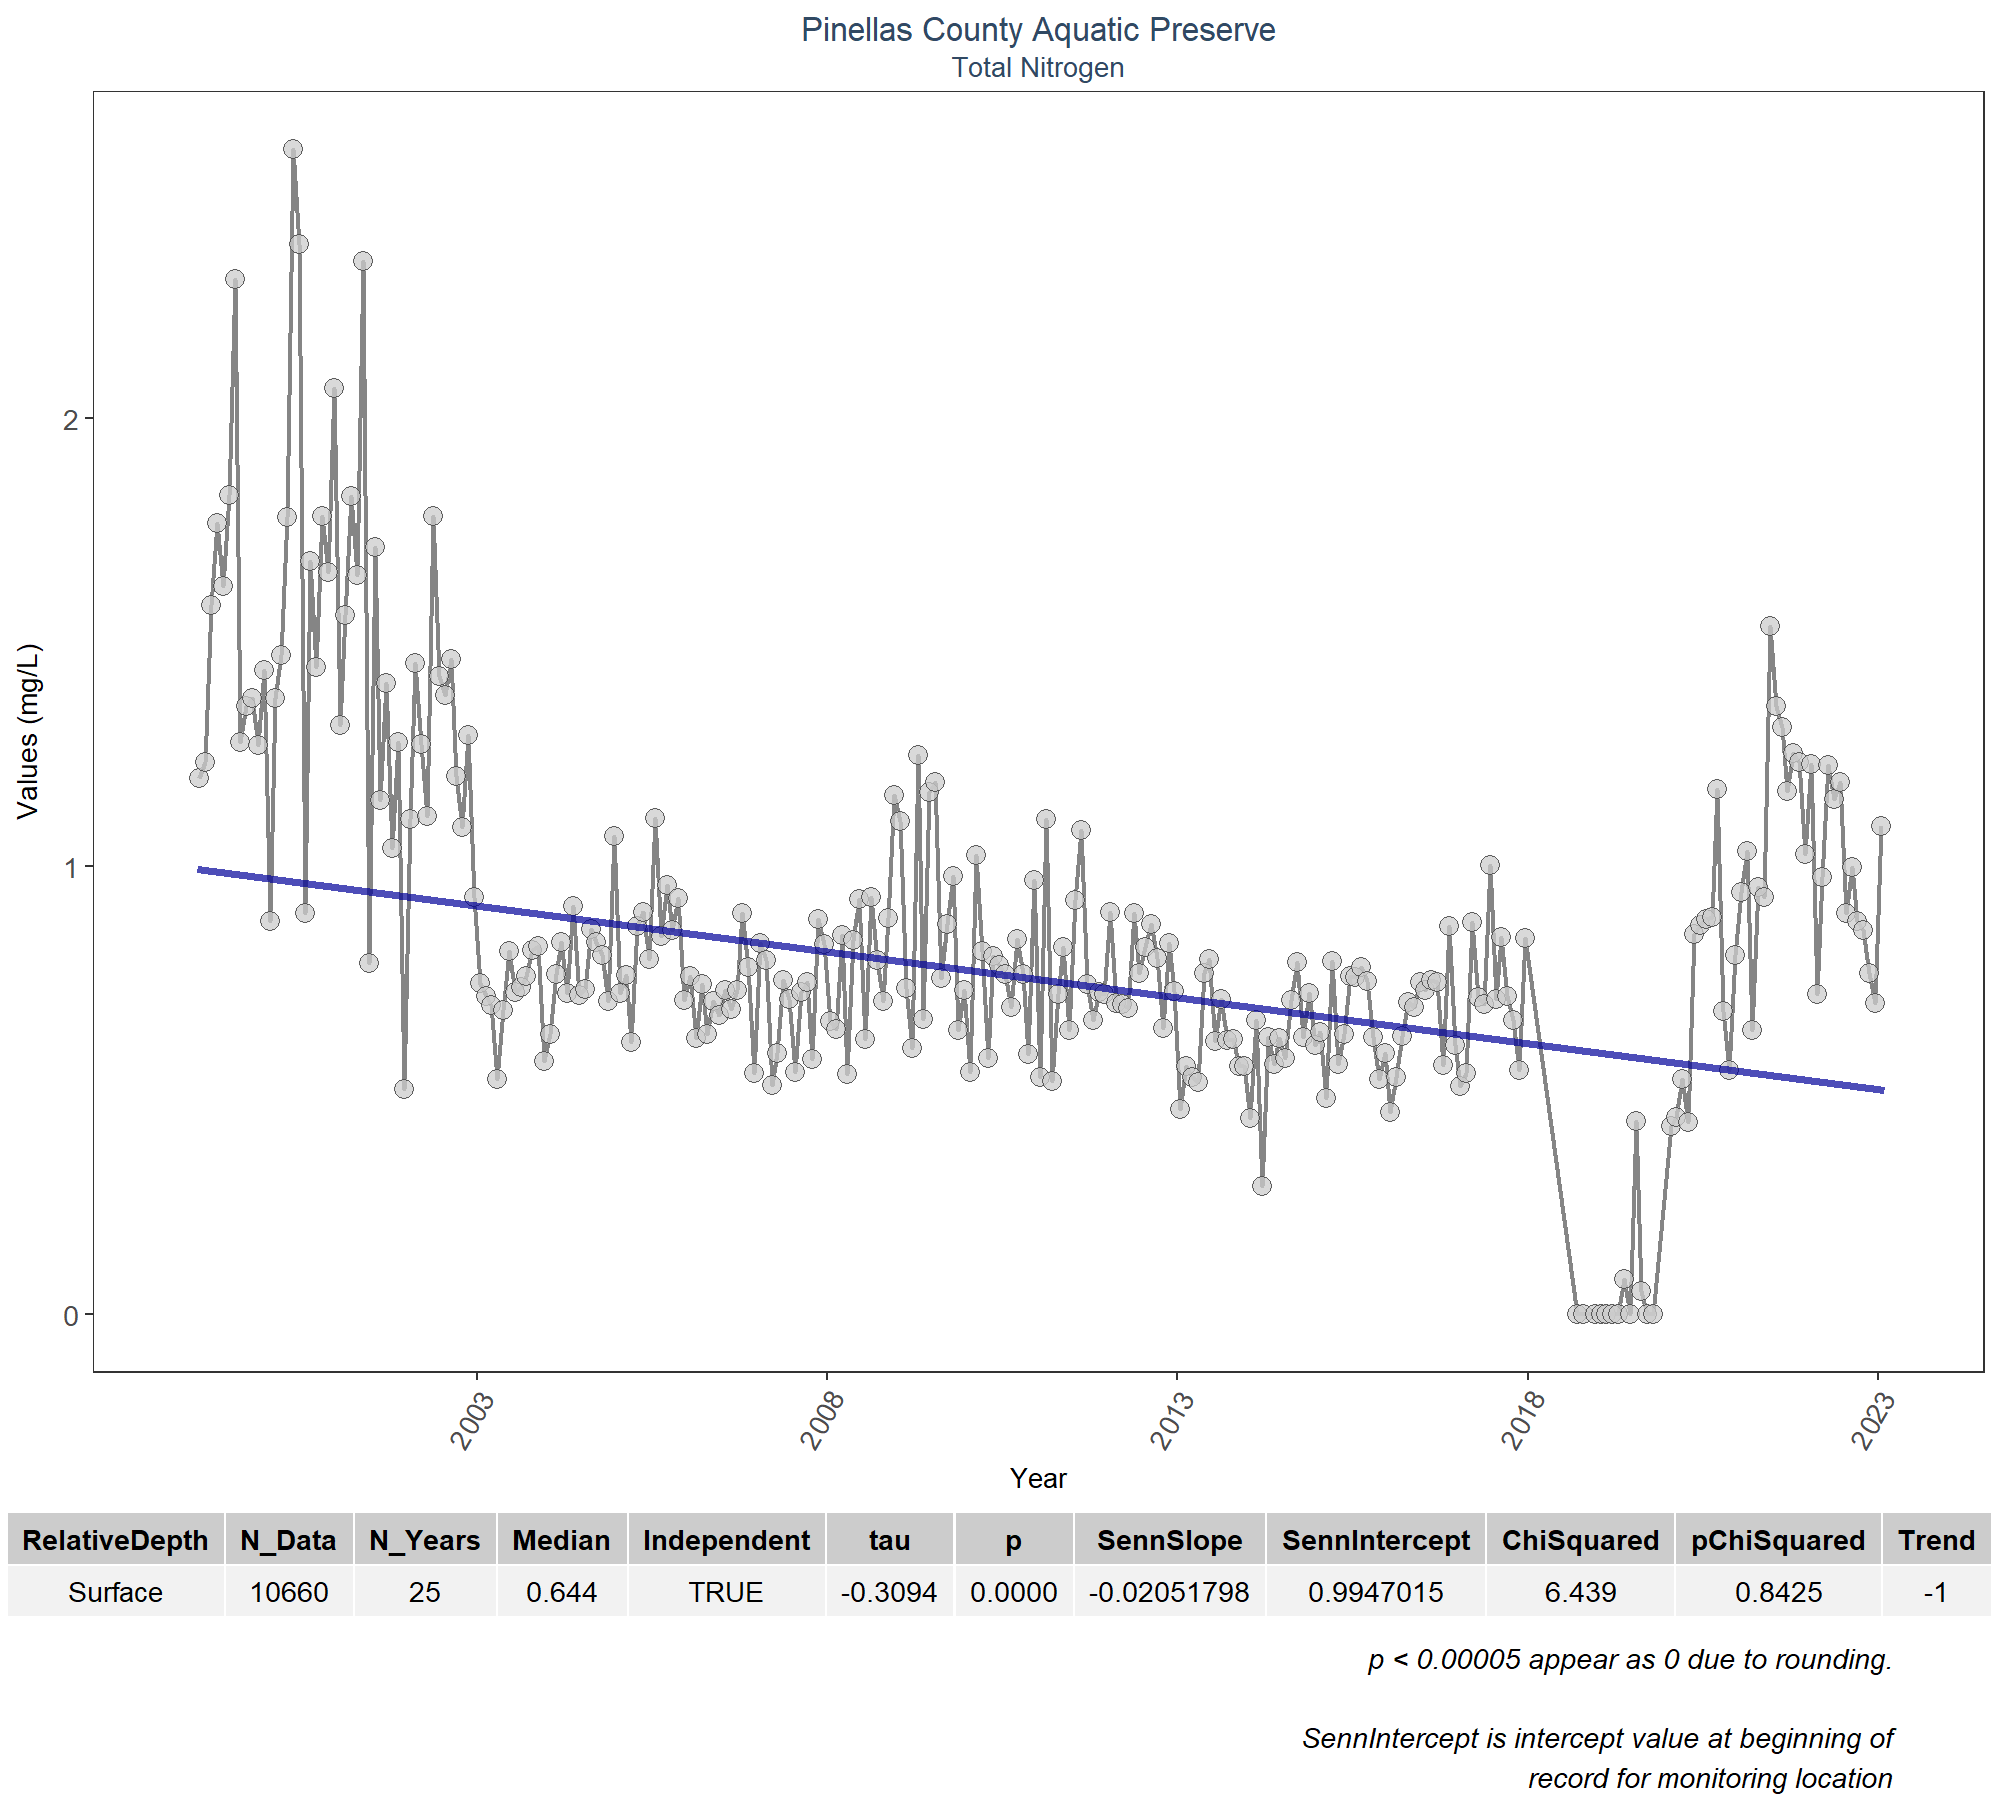 Pinellas County Aquatic Preserve
Total Nitrogen
Values (mg/L)
2
1
0
2003 2008 2013 2018 2023
Year
RelativeDepth N_Data N_Years Median Independent tau p SennSlope SennIntercept ChiSquared pChiSquared Trend
Surface 10660 25 0.644 TRUE -0.3094 0.0000 -0.02051798 0.9947015 6.439 0.8425 -1
p < 0.00005 appear as 0 due to rounding.
SennIntercept is intercept value at beginning of
record for monitoring location